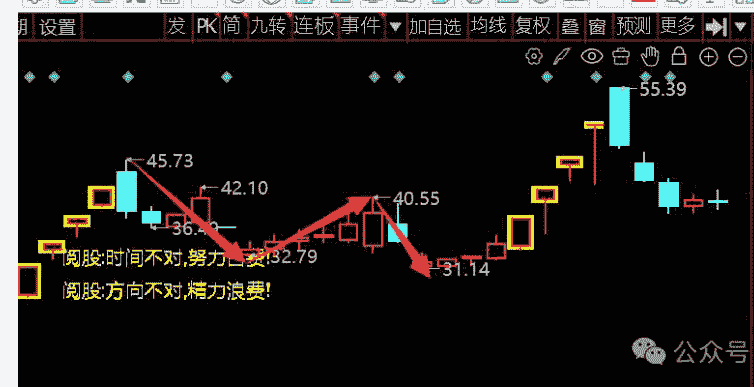 设置 发 PK 简 九转 连板 事件 加自选 均线 复权 叠 窗 预测 更多
55.39
45.73
42.10
40.55
36.49
32.79
31.14
阅股:时间不对,努力白费!
阅股:方向不对,精力浪费!
公众号